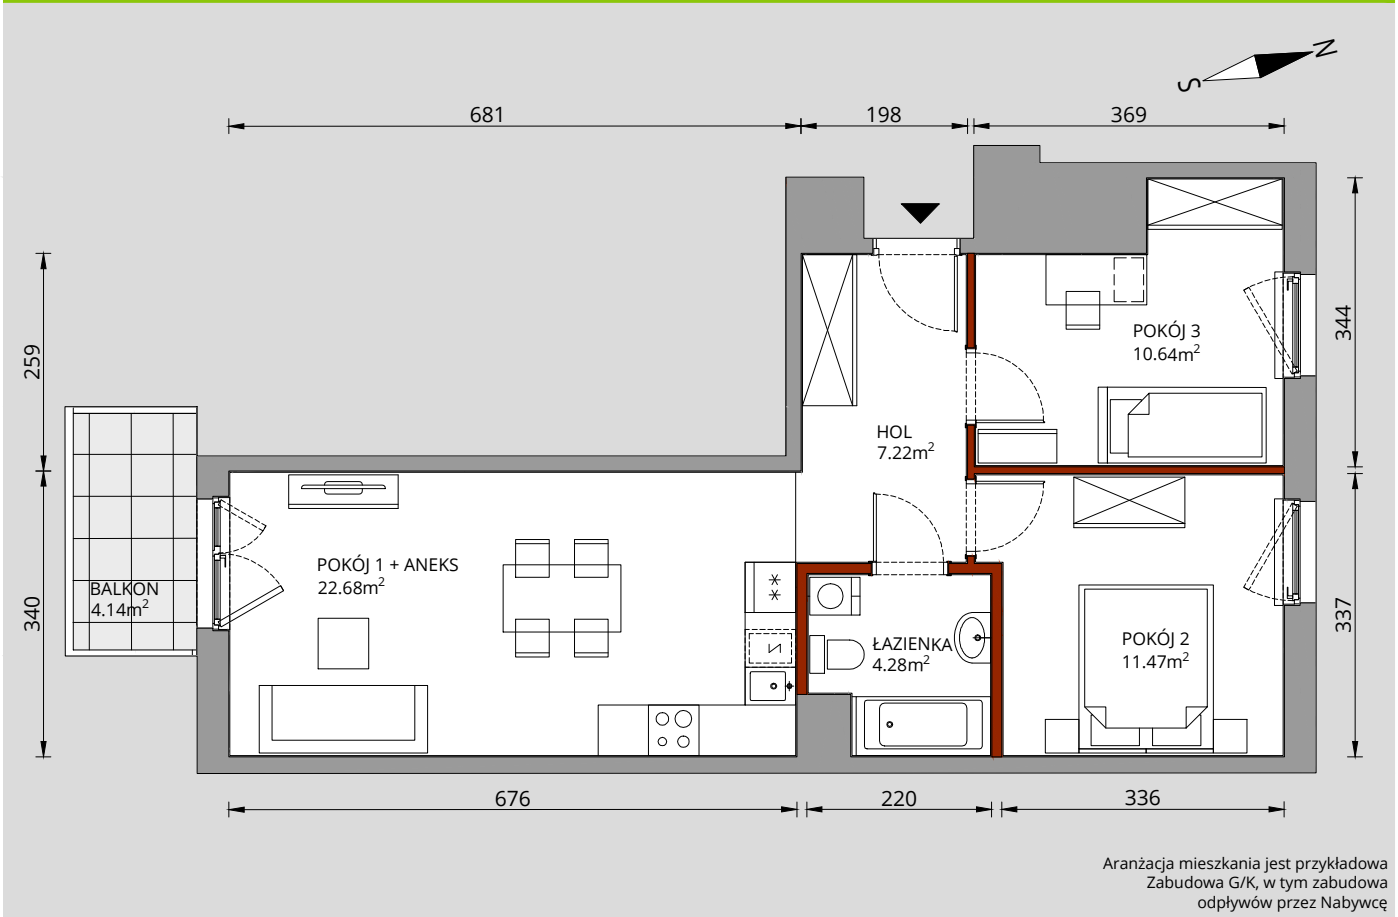 N
S
681
198
369
259
340
344
337
POKÓJ 3
10.64m²
HOL
7.22m²
POKÓJ 1 + ANEKS
22.68m²
BALKON
4.14m²
ŁAZIENKA
4.28m²
POKÓJ 2
11.47m²
676
220
336
Aranżacja mieszkania jest przykładowa
Zabudowa G/K, w tym zabudowa
odpływów przez Nabywcę